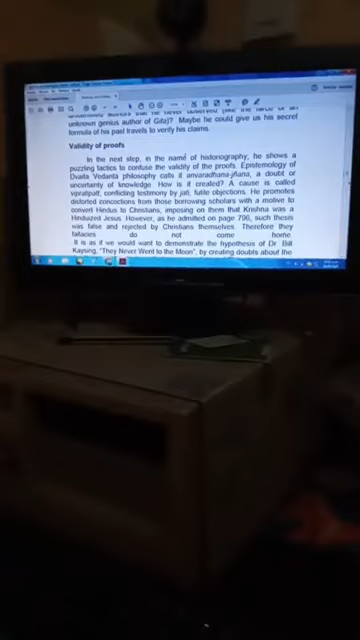 unknown genius author of Gita)? Maybe he could give us his secret
formula of his past travels to verify his claims.
Validity of proofs
In the next step, in the name of historiography, he shows a
puzzling tactics to confuse the validity of the proofs. Epistemology of
Dvaita Vedanta philosophy calls it anvaradhana-jñana, a doubt or
uncertainty of knowledge. How is it created? A cause is called
vpratipatr, conflicting testimony by jati, futile objections. He promotes
distorted concoctions from those borrowing scholars with a motive to
convert Hindus to Christians, imposing on them that Krishna was a
Hinduized Jesus. However, as he admitted on page 796, such thesis
was false and rejected by Christians themselves. Therefore they
fallacies do not come home.
It is as if we would want to demonstrate the hypothesis of Dr. Bill
Kaysing, "They Never Went to the Moon", by creating doubts about the